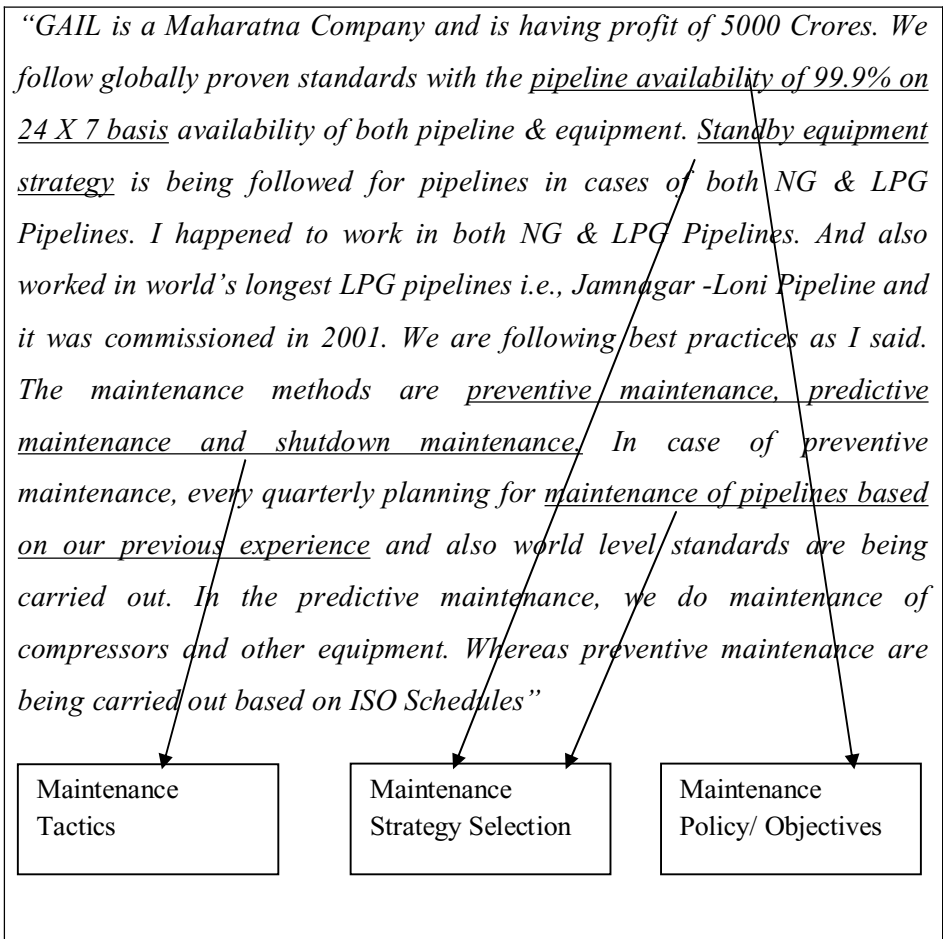 “GAIL is a Maharatna Company and is having profit of 5000 Crores. We
follow globally proven standards with the pipeline availability of 99.9% on
24 X 7 basis availability of both pipeline & equipment. Standby equipment
strategy is being followed for pipelines in cases of both NG & LPG
Pipelines. I happened to work in both NG & LPG Pipelines. And also
worked in world’s longest LPG pipelines i.e., Jamnagar -Loni Pipeline and
it was commissioned in 2001. We are following best practices as I said.
The maintenance methods are preventive maintenance, predictive
maintenance and shutdown maintenance. In case of preventive
maintenance, every quarterly planning for maintenance of pipelines based
on our previous experience and also world level standards are being
carried out. In the predictive maintenance, we do maintenance of
compressors and other equipment. Whereas preventive maintenance are
being carried out based on ISO Schedules”
Maintenance
Tactics
Maintenance
Strategy Selection
Maintenance
Policy/ Objectives